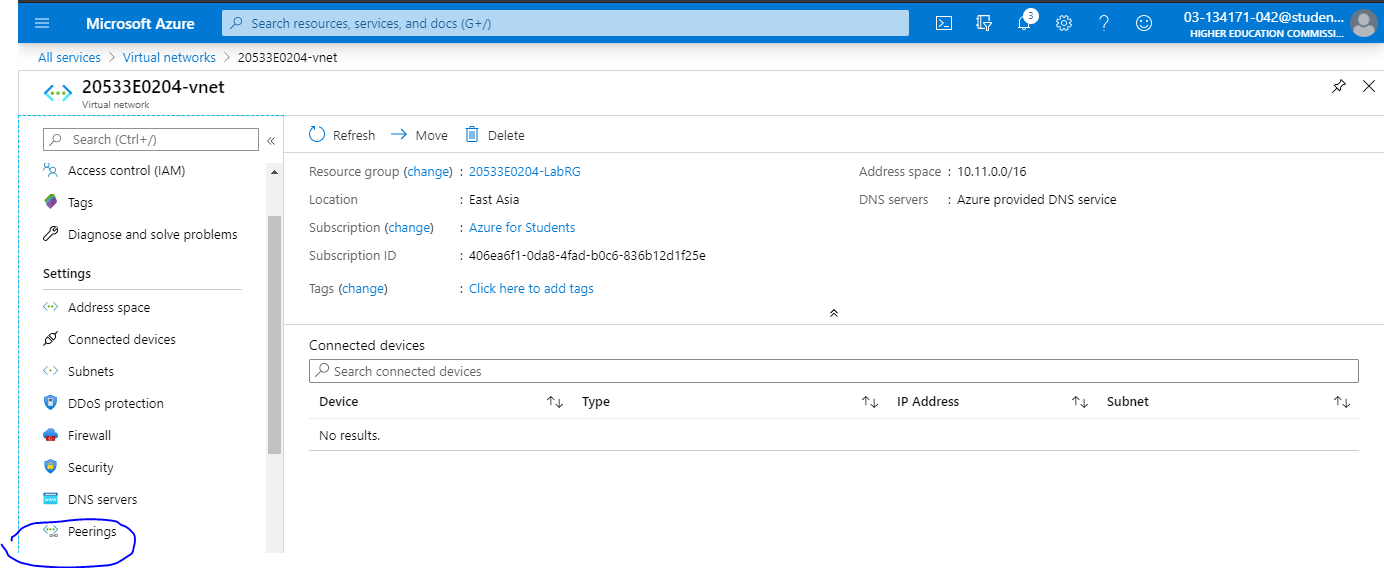 Microsoft Azure
Search resources, services, and docs (G+/)
3
03-134171-042@studen...
HIGHER EDUCATION COMMISSI...
All services > Virtual networks > 20533E0204-vnet
20533E0204-vnet
Virtual network
Search (Ctrl+/)
«
Access control (IAM)
Tags
Diagnose and solve problems
Settings
Address space
Connected devices
Subnets
DDoS protection
Firewall
Security
DNS servers
Peerings
Refresh Move Delete
Resource group (change) : 20533E0204-LabRG
Location : East Asia
Subscription (change) : Azure for Students
Subscription ID : 406ea6f1-0da8-4fad-b0c6-836b12d1f25e
Tags (change) : Click here to add tags
Address space : 10.11.0.0/16
DNS servers : Azure provided DNS service
Connected devices
Search connected devices
Device Type IP Address Subnet
No results.